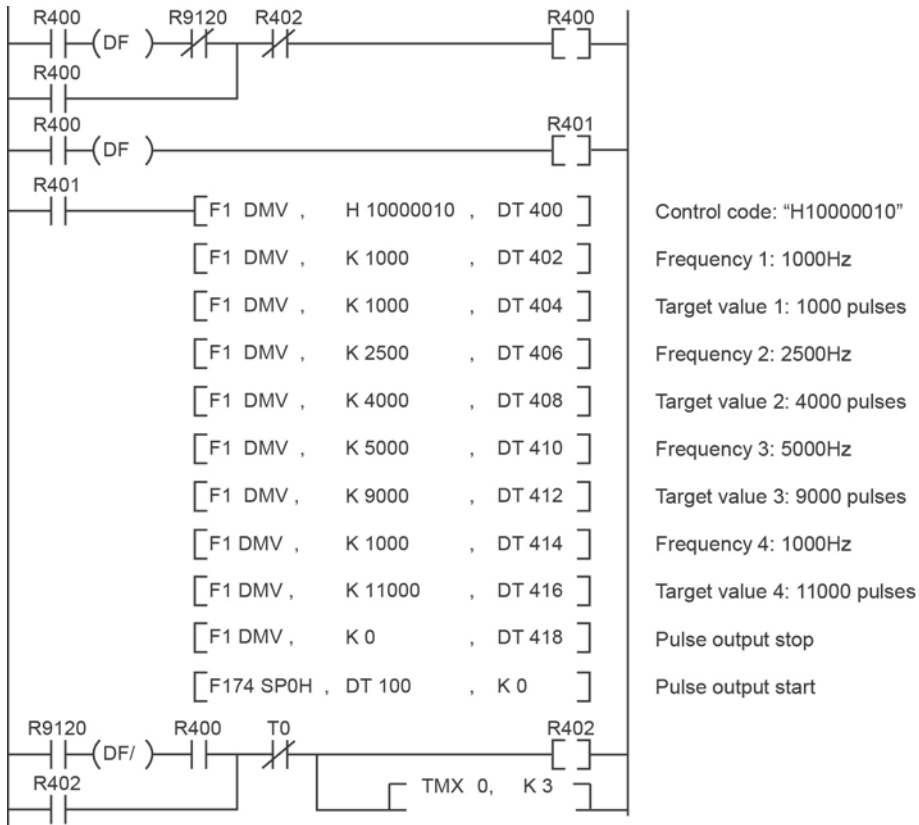 R400 R9120 R402 R400
(DF )
R400
[ ]
R400 R401
(DF ) [ ]
R401
[F1 DMV , H 10000010 , DT 400 ] Control code: “H10000010”
[F1 DMV , K 1000 , DT 402 ] Frequency 1: 1000Hz
[F1 DMV , K 1000 , DT 404 ] Target value 1: 1000 pulses
[F1 DMV , K 2500 , DT 406 ] Frequency 2: 2500Hz
[F1 DMV , K 4000 , DT 408 ] Target value 2: 4000 pulses
[F1 DMV , K 5000 , DT 410 ] Frequency 3: 5000Hz
[F1 DMV , K 9000 , DT 412 ] Target value 3: 9000 pulses
[F1 DMV , K 1000 , DT 414 ] Frequency 4: 1000Hz
[F1 DMV , K 11000 , DT 416 ] Target value 4: 11000 pulses
[F1 DMV , K 0 , DT 418 ] Pulse output stop
[F174 SP0H , DT 100 , K 0 ] Pulse output start
R9120 R400 T0 R402
(DF/ ) [ ]
R402
[ TMX 0, K 3 ]